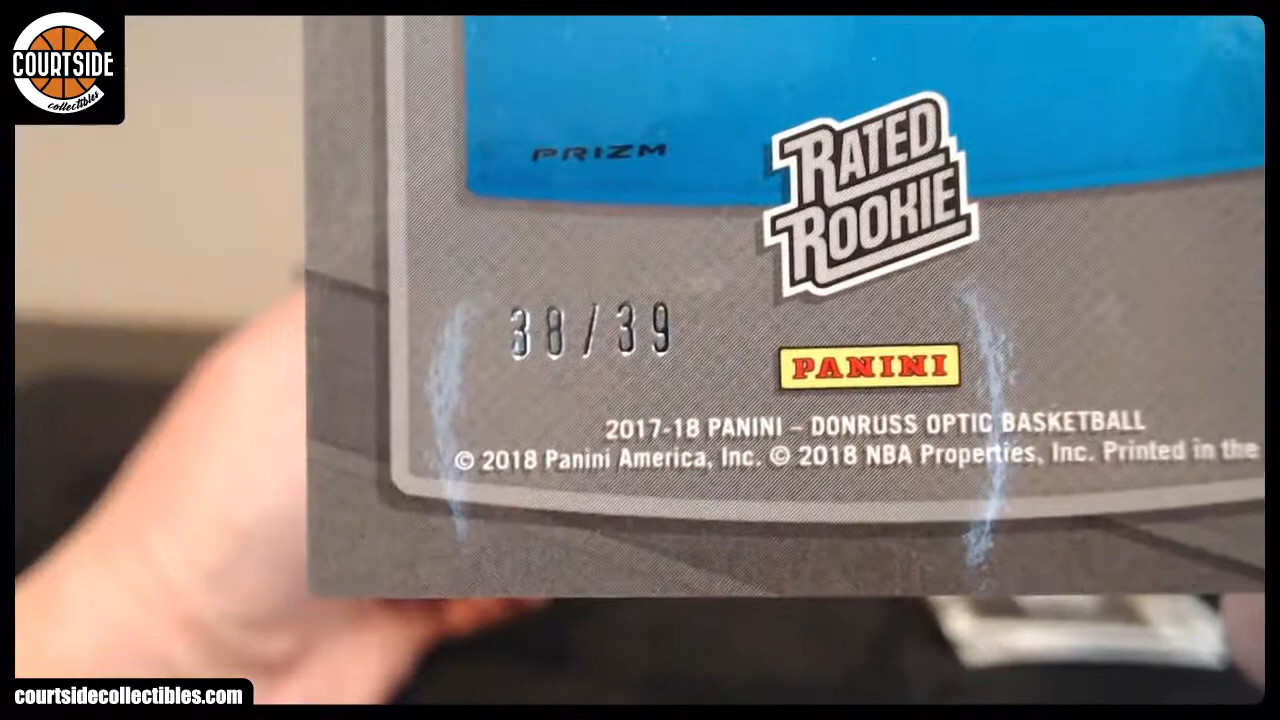 COURTSIDE
collectibles
PRIZM
RATED
ROOKIE
38/39
PANINI
2017-18 PANINI – DONRUSS OPTIC BASKETBALL
© 2018 Panini America, Inc. © 2018 NBA Properties, Inc. Printed in the
courtsidecollectibles.com